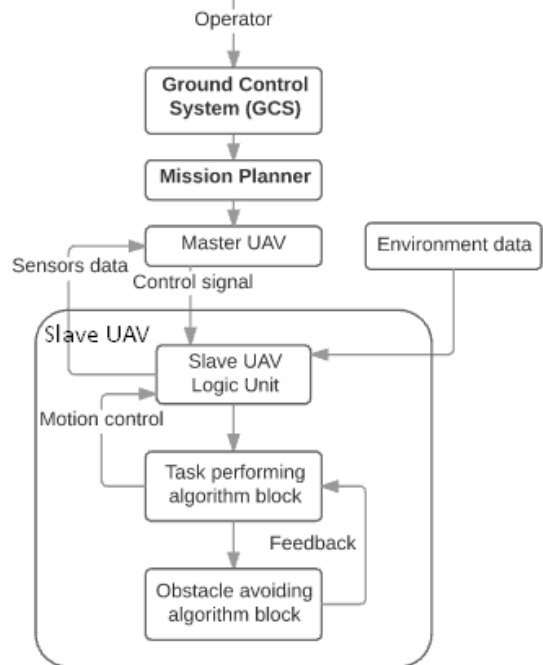 Operator
Ground Control
System (GCS)
Mission Planner
Master UAV
Environment data
Sensors data
Control signal
Slave UAV
Slave UAV
Logic Unit
Motion control
Task performing
algorithm block
Feedback
Obstacle avoiding
algorithm block